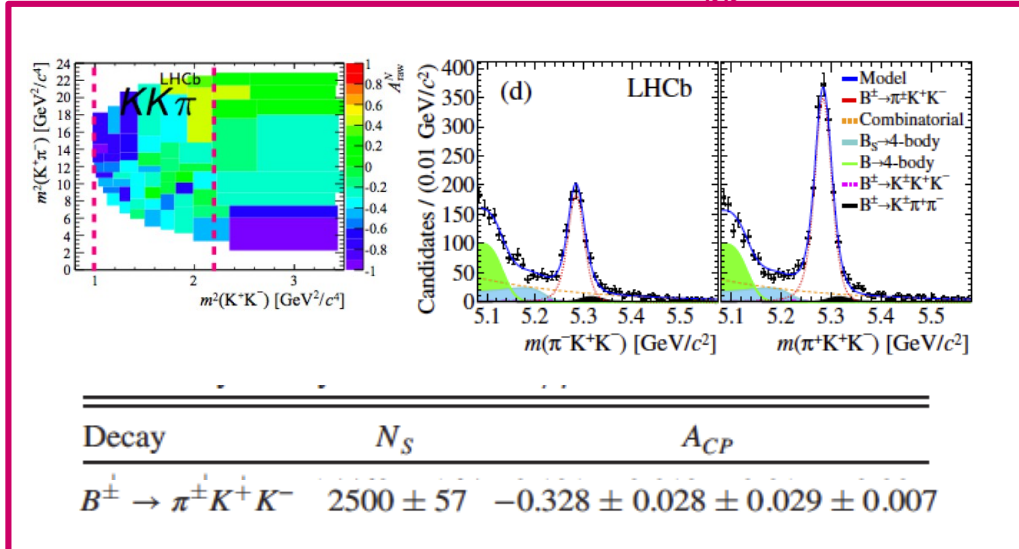 LHCb
KKπ
m²(K⁺π⁻) [GeV²/c⁴]
24
22
20
18
16
14
12
10
8
6
4
2
0
1
2
3
m²(K⁺K⁻) [GeV²/c⁴]
1
0.8
0.6
0.4
0.2
0
-0.2
-0.4
-0.6
-0.8
-1
A^N_raw
Candidates / (0.01 GeV/c²)
400
350
300
250
200
150
100
50
0
(d)
LHCb
5.1 5.2 5.3 5.4 5.5
m(π⁻K⁺K⁻) [GeV/c²]
Model
B±→π±K⁺K⁻
Combinatorial
B_S→4-body
B→4-body
B±→K±K⁺K⁻
B±→K±π⁺π⁻
5.1 5.2 5.3 5.4 5.5
m(π⁺K⁺K⁻) [GeV/c²]
Decay N_S A_CP
B± → π±K⁺K⁻ 2500 ± 57 −0.328 ± 0.028 ± 0.029 ± 0.007